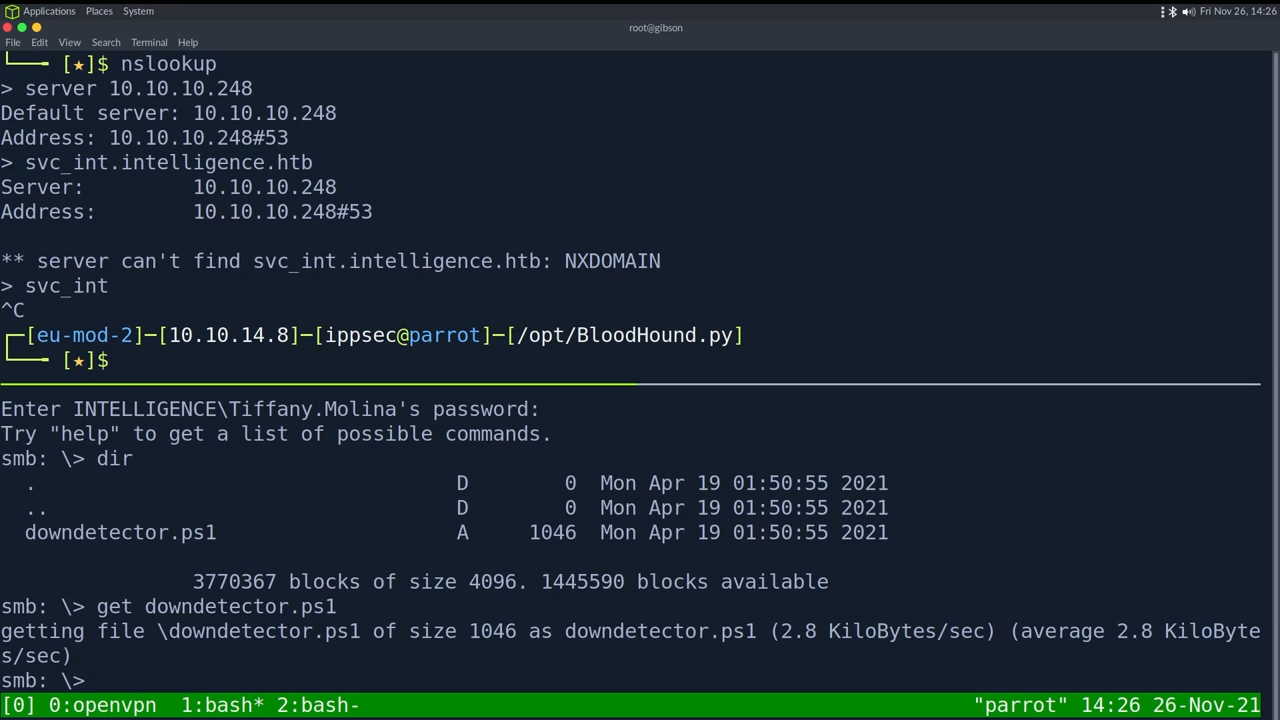 Applications Places System Fri Nov 26, 14:26
root@gibson
File Edit View Search Terminal Help
└──╼ [★]$ nslookup
> server 10.10.10.248
Default server: 10.10.10.248
Address: 10.10.10.248#53
> svc_int.intelligence.htb
Server:         10.10.10.248
Address:        10.10.10.248#53
** server can't find svc_int.intelligence.htb: NXDOMAIN
> svc_int
^C
┌─[eu-mod-2]─[10.10.14.8]─[ippsec@parrot]─[/opt/BloodHound.py]
└──╼ [★]$
Enter INTELLIGENCE\Tiffany.Molina's password:
Try "help" to get a list of possible commands.
smb: \> dir
  .                                   D        0  Mon Apr 19 01:50:55 2021
  ..                                  D        0  Mon Apr 19 01:50:55 2021
  downdetector.ps1                    A     1046  Mon Apr 19 01:50:55 2021
                3770367 blocks of size 4096. 1445590 blocks available
smb: \> get downdetector.ps1
getting file \downdetector.ps1 of size 1046 as downdetector.ps1 (2.8 KiloBytes/sec) (average 2.8 KiloByte
s/sec)
smb: \>
[0] 0:openvpn  1:bash* 2:bash- "parrot" 14:26 26-Nov-21